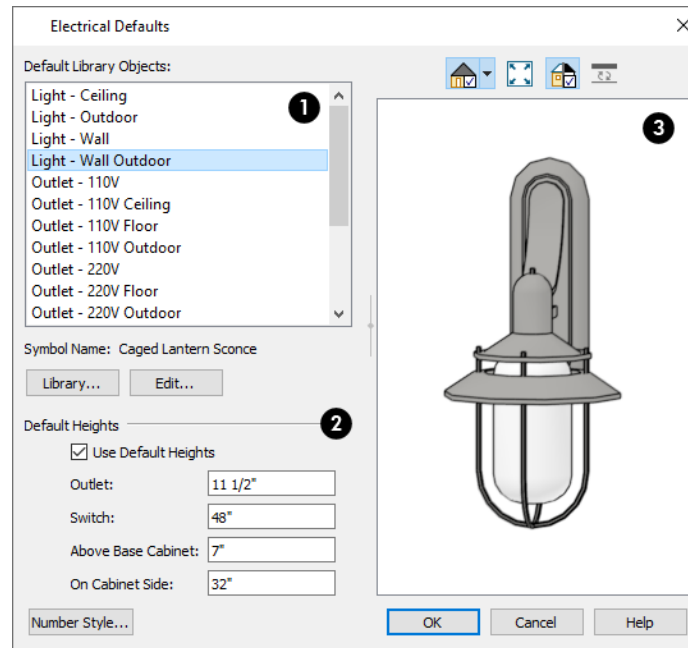 Electrical Defaults
Default Library Objects:
1
Light - Ceiling
Light - Outdoor
Light - Wall
Light - Wall Outdoor
Outlet - 110V
Outlet - 110V Ceiling
Outlet - 110V Floor
Outlet - 110V Outdoor
Outlet - 220V
Outlet - 220V Floor
Outlet - 220V Outdoor
Symbol Name: Caged Lantern Sconce
Library... Edit...
Default Heights 2
Use Default Heights
Outlet: 11 1/2"
Switch: 48"
Above Base Cabinet: 7"
On Cabinet Side: 32"
Number Style...
3
OK Cancel Help